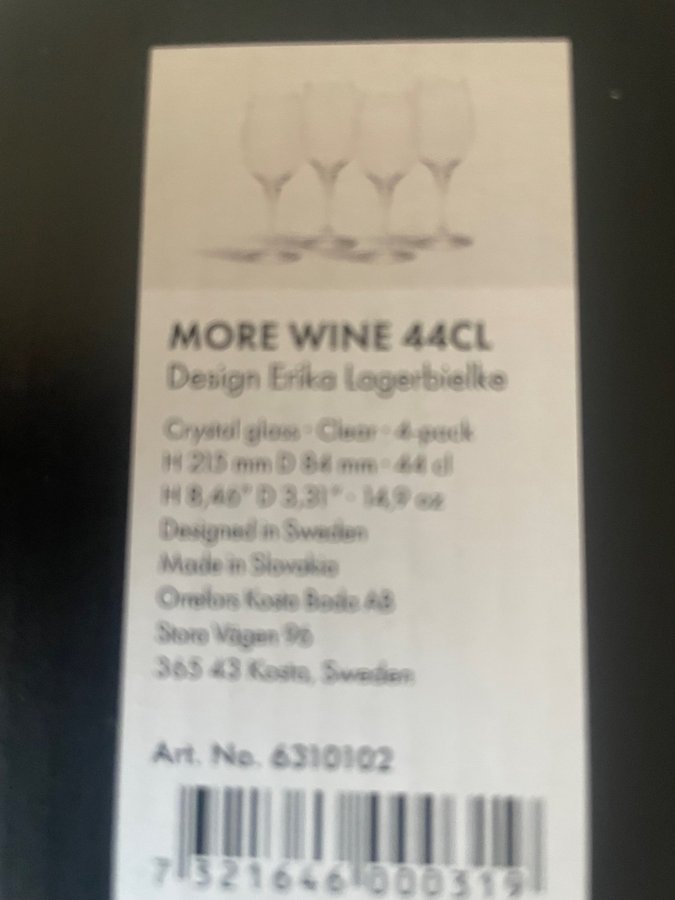 MORE WINE 44CL
Design Erika Lagerbielke
Crystal glass · Clear · 4-pack
H 215 mm D 84 mm · 44 cl
H 8,46" D 3,31" · 14,9 oz
Designed in Sweden
Made in Slovakia
Orrefors Kosta Boda AB
Stora Vägen 96
365 43 Kosta, Sweden
Art. No. 6310102
7 321646 000319